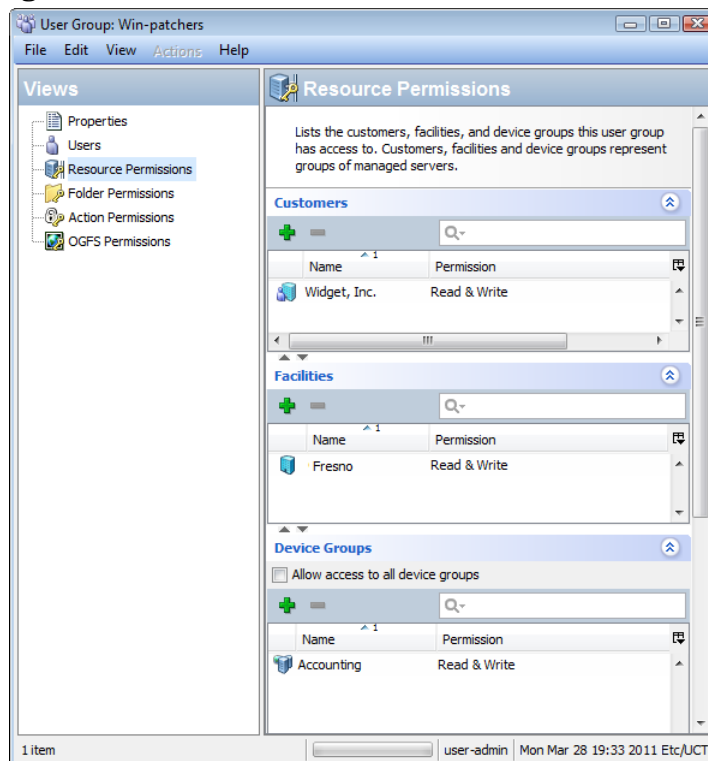 User Group: Win-patchers
File Edit View Actions Help
Views
Properties
Users
Resource Permissions
Folder Permissions
Action Permissions
OGFS Permissions
Resource Permissions
Lists the customers, facilities, and device groups this user group
has access to. Customers, facilities and device groups represent
groups of managed servers.
Customers
Name 1 Permission
Widget, Inc. Read & Write
Facilities
Name 1 Permission
Fresno Read & Write
Device Groups
Allow access to all device groups
Name 1 Permission
Accounting Read & Write
1 item user-admin Mon Mar 28 19:33 2011 Etc/UCT